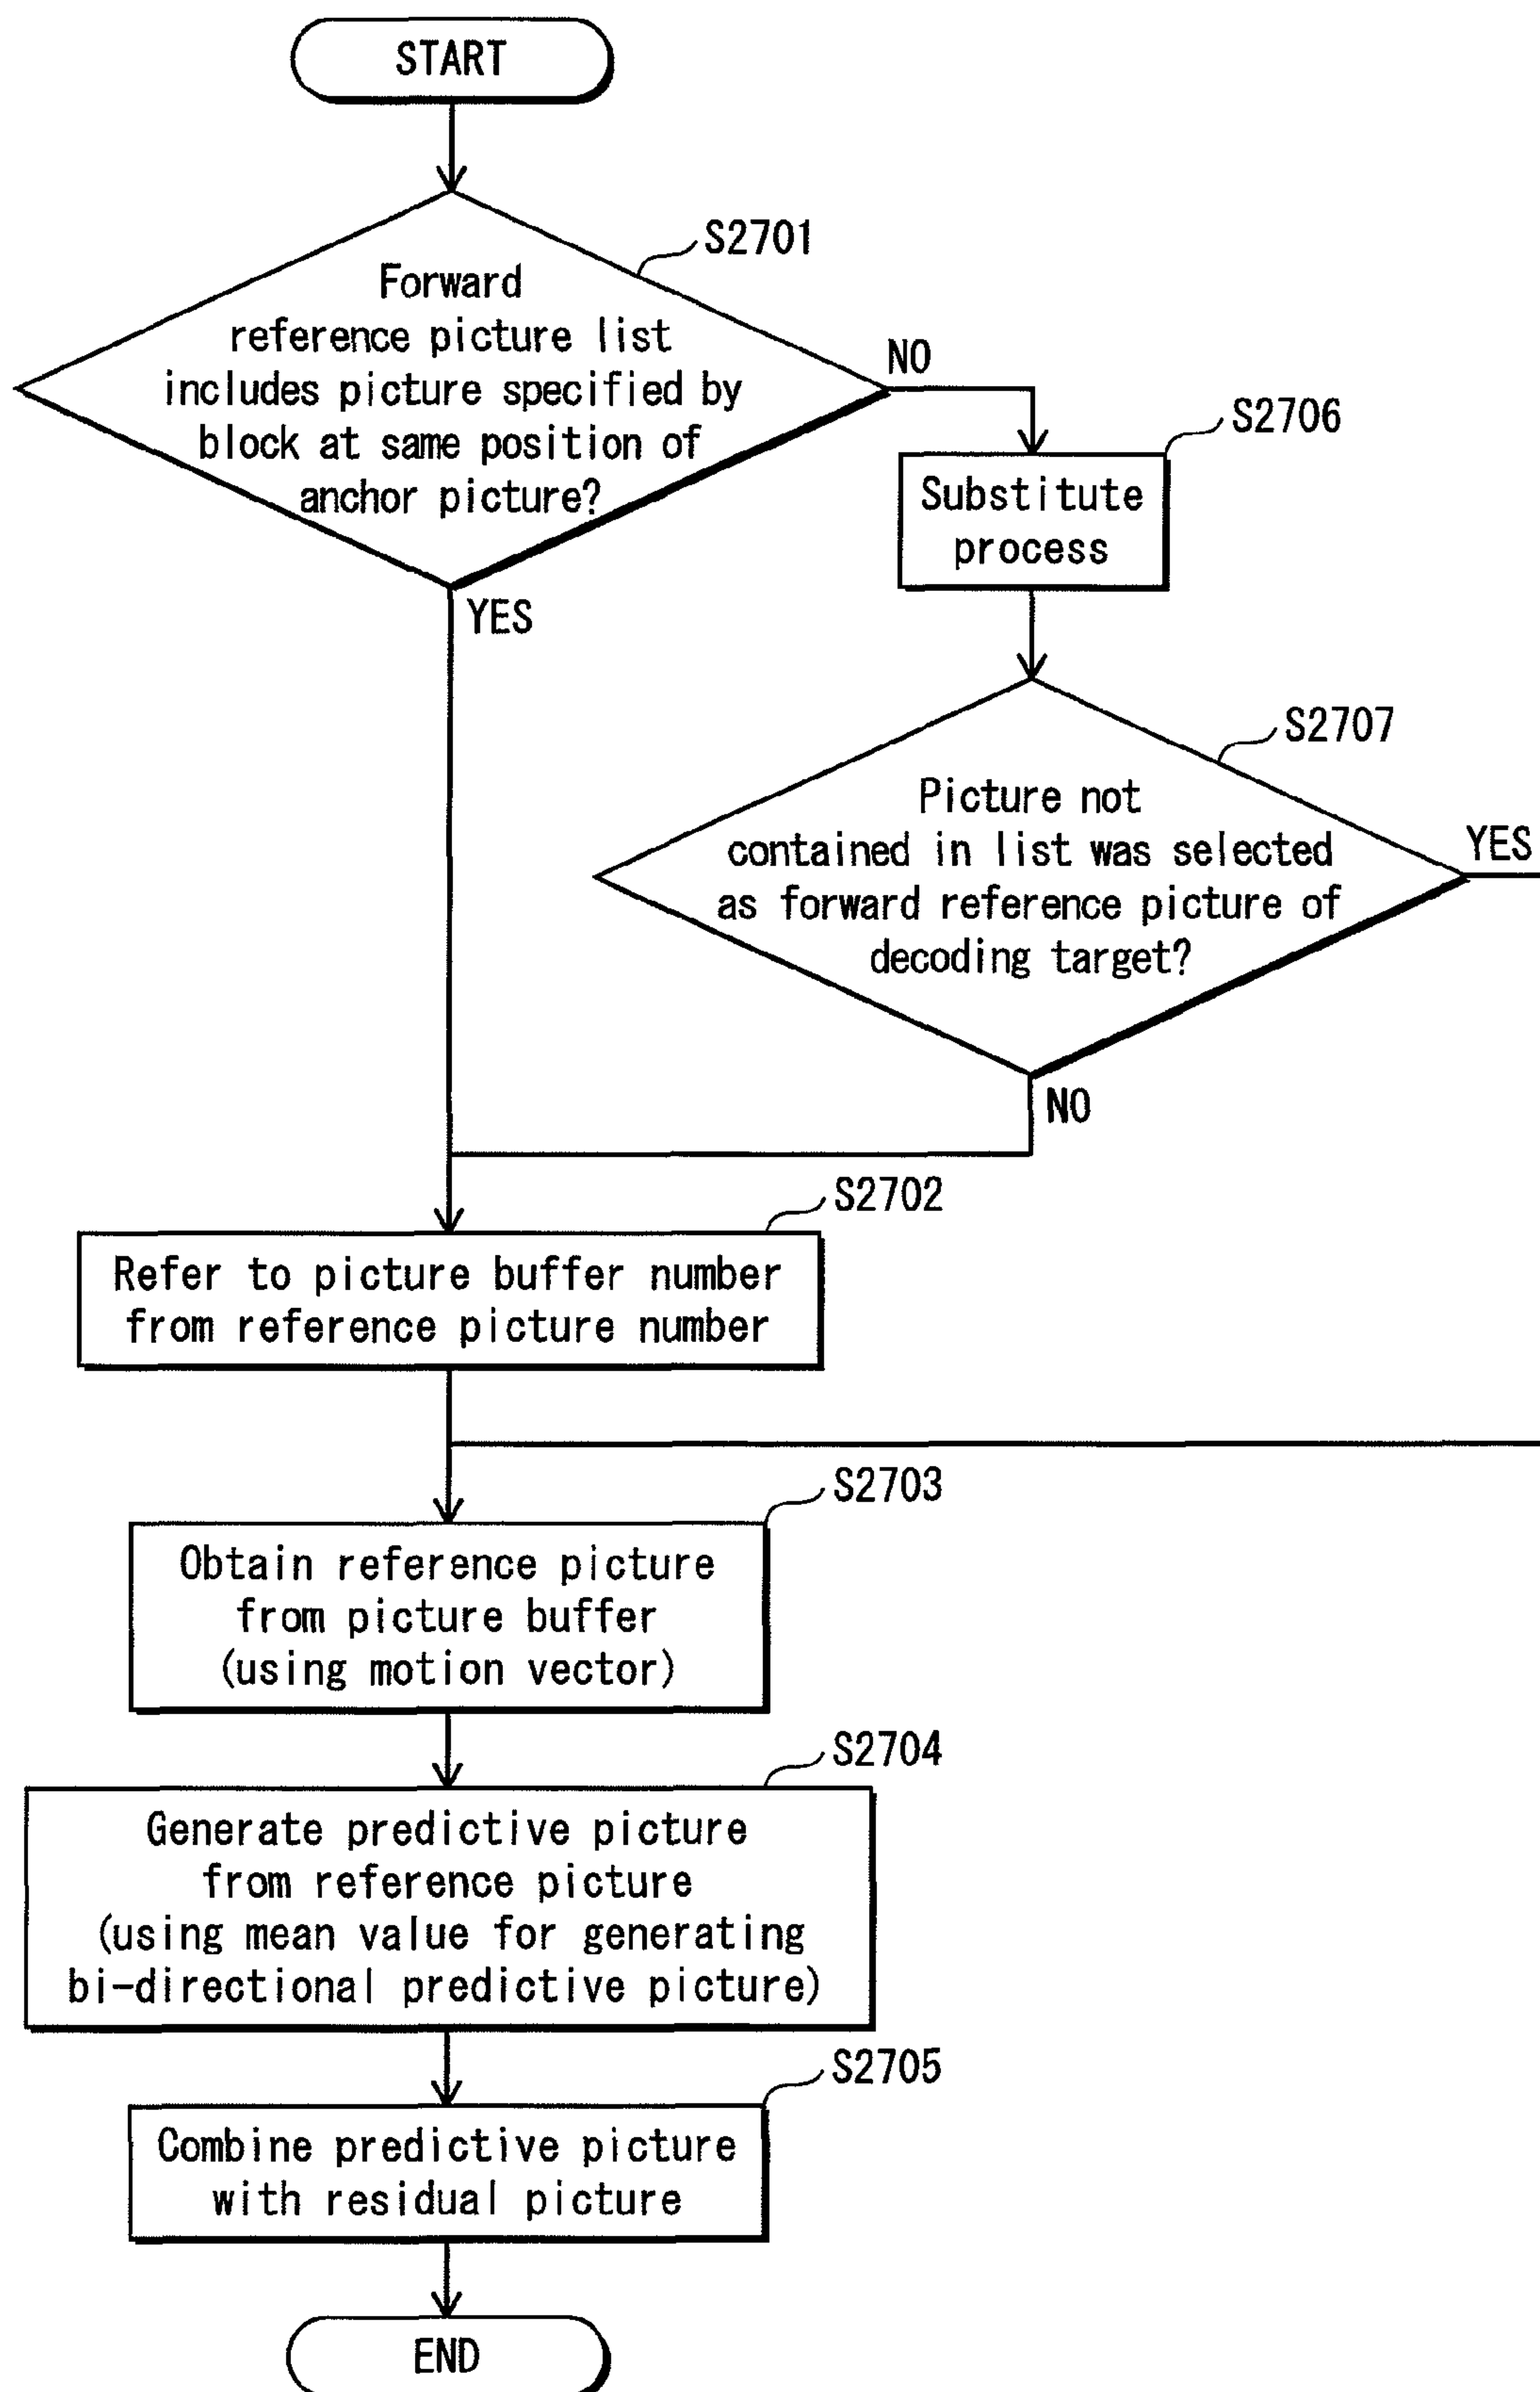 START
S2701
Forward
reference picture list
includes picture specified by
block at same position of
anchor picture?
NO
YES
S2706
Substitute
process
S2707
Picture not
contained in list was selected
as forward reference picture of
decoding target?
YES
NO
S2702
Refer to picture buffer number
from reference picture number
S2703
Obtain reference picture
from picture buffer
(using motion vector)
S2704
Generate predictive picture
from reference picture
(using mean value for generating
bi-directional predictive picture)
S2705
Combine predictive picture
with residual picture
END